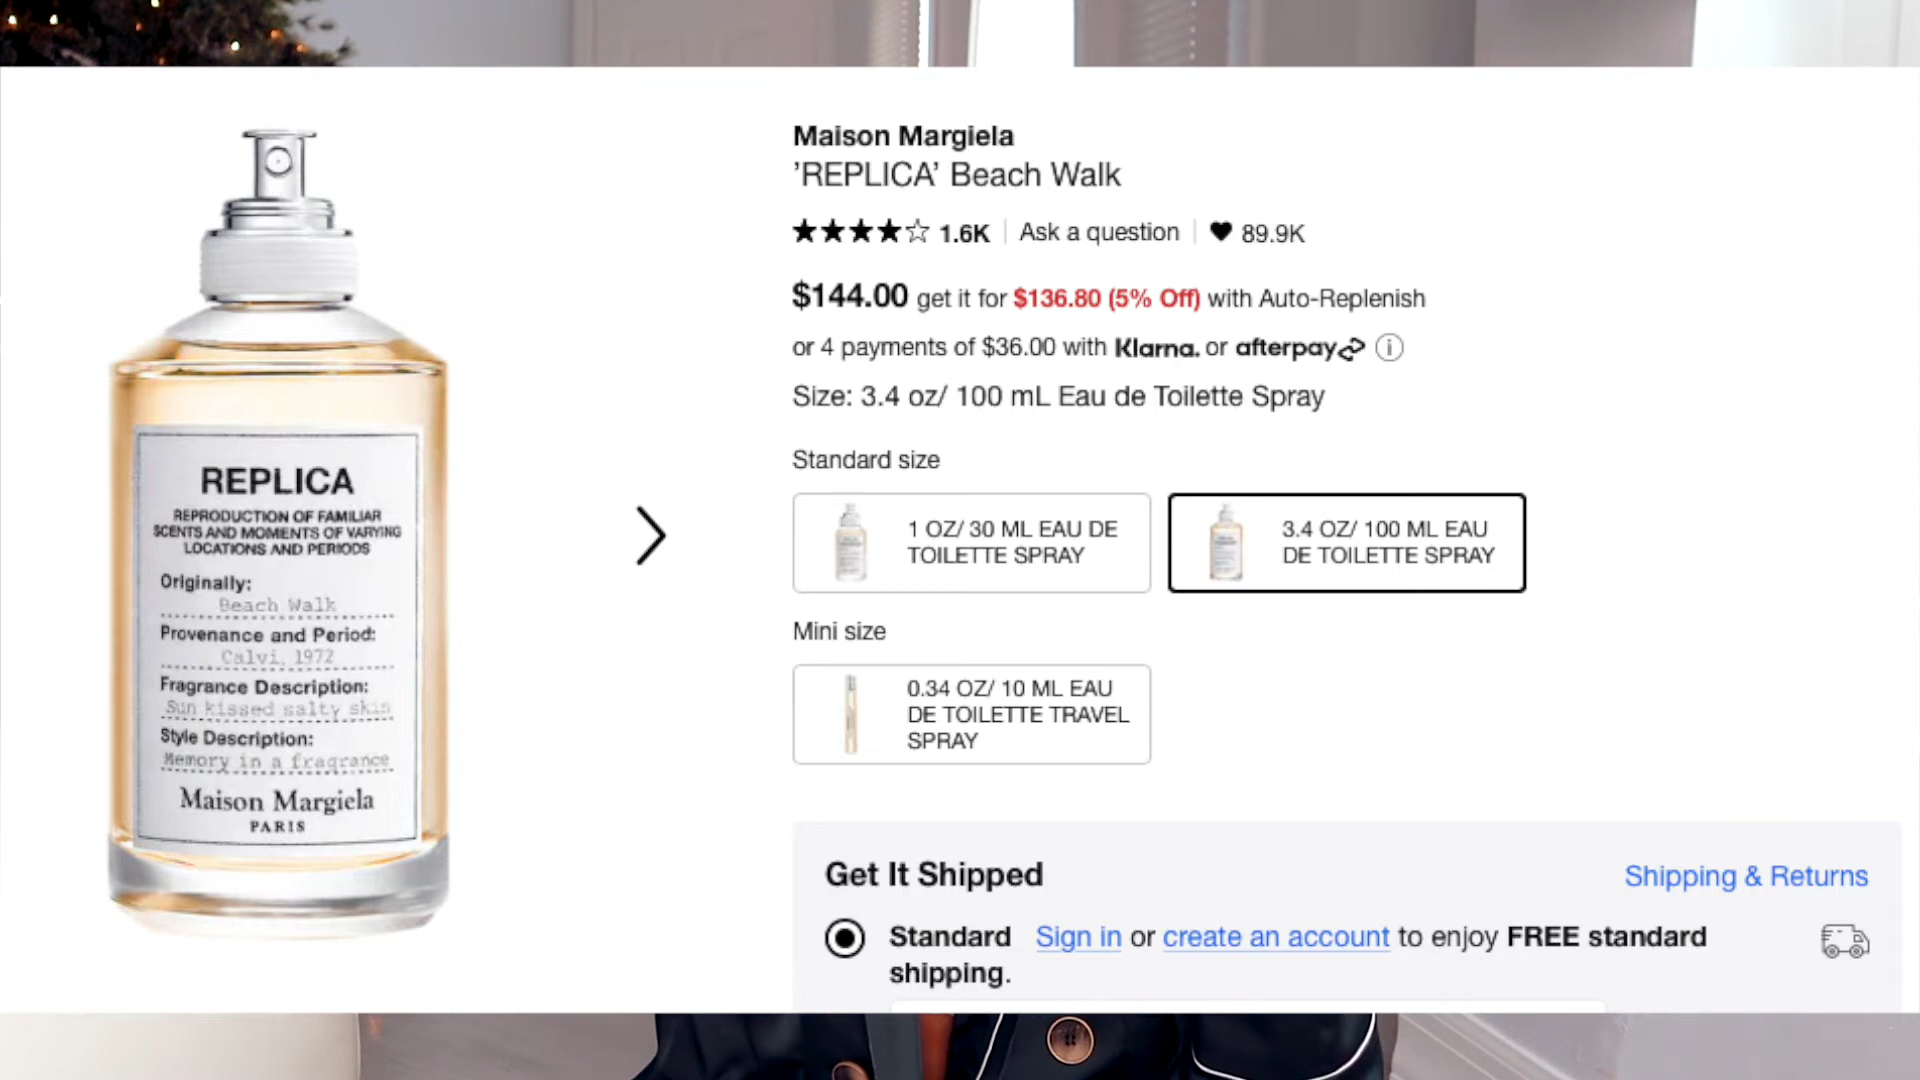 REPLICA
REPRODUCTION OF FAMILIAR
SCENTS AND MOMENTS OF VARYING
LOCATIONS AND PERIODS
Originally:
Beach Walk
Provenance and Period:
Calvi, 1972
Fragrance Description:
Sun kissed salty skin
Style Description:
Memory in a fragrance
Maison Margiela
PARIS
Maison Margiela
’REPLICA’ Beach Walk
1.6K Ask a question 89.9K
$144.00 get it for $136.80 (5% Off) with Auto-Replenish
or 4 payments of $36.00 with Klarna. or afterpay
Size: 3.4 oz/ 100 mL Eau de Toilette Spray
Standard size
1 OZ/ 30 ML EAU DE
TOILETTE SPRAY
3.4 OZ/ 100 ML EAU
DE TOILETTE SPRAY
Mini size
0.34 OZ/ 10 ML EAU
DE TOILETTE TRAVEL
SPRAY
Get It Shipped
Shipping & Returns
Standard Sign in or create an account to enjoy FREE standard
shipping.